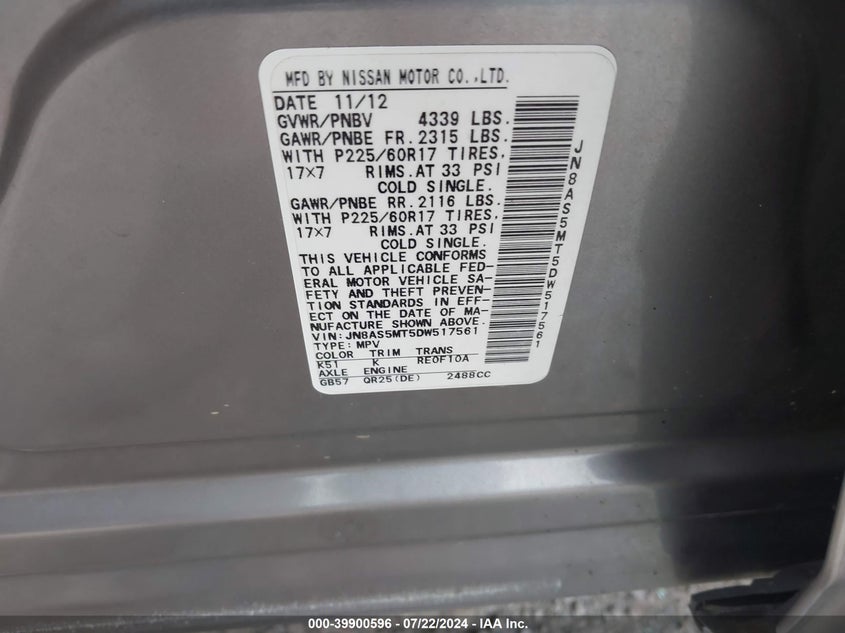 MFD BY NISSAN MOTOR CO.,LTD.
DATE 11/12
GVWR/PNBV 4339 LBS.
GAWR/PNBE FR. 2315 LBS.
WITH P225/60R17 TIRES,
17×7 RIMS.AT 33 PSI
COLD SINGLE.
GAWR/PNBE RR. 2116 LBS.
WITH P225/60R17 TIRES,
17×7 RIMS.AT 33 PSI
COLD SINGLE.
THIS VEHICLE CONFORMS
TO ALL APPLICABLE FED-
ERAL MOTOR VEHICLE SA-
FETY AND THEFT PREVEN-
TION STANDARDS IN EFF-
ECT ON THE DATE OF MA-
NUFACTURE SHOWN ABOVE.
VIN:JN8AS5MT5DW517561
TYPE:MPV
COLOR TRIM TRANS
K51 K RE0F10A
AXLE ENGINE
GB57 QR25(DE) 2488CC
JN8AS5MT5DW517561
000-39900596 | 07/22/2024 | IAA Inc.